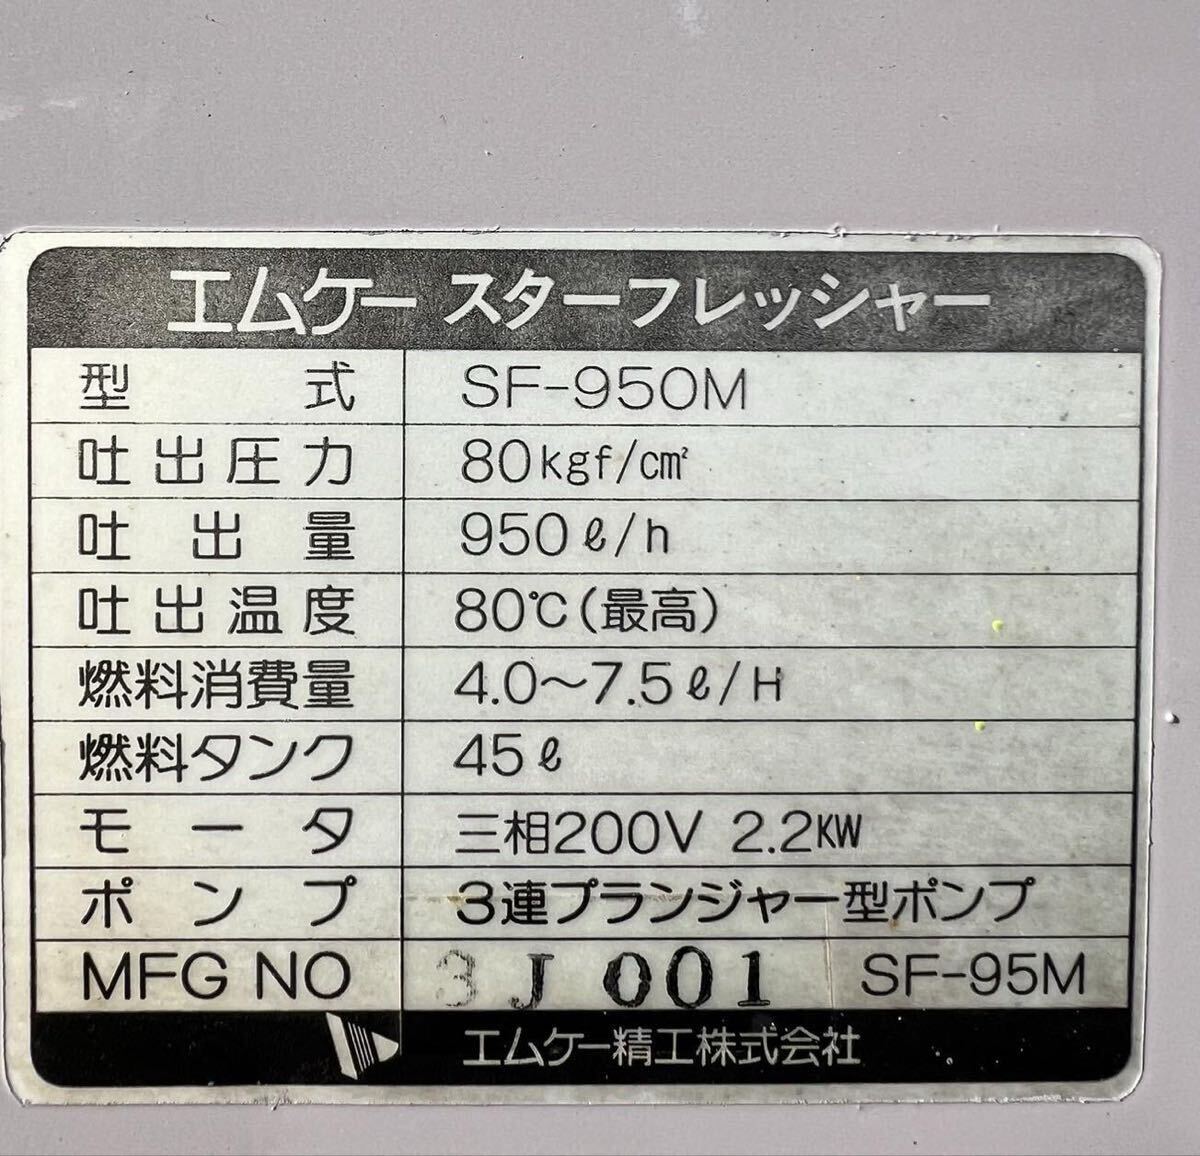 エムケー スターフレッシャー
型式 SF-950M
吐出圧力 80kgf/cm²
吐出量 950ℓ/h
吐出温度 80℃(最高)
燃料消費量 4.0〜7.5ℓ/H
燃料タンク 45ℓ
モータ 三相200V 2.2KW
ポンプ 3連プランジャー型ポンプ
MFG NO 3J001 SF-95M
エムケー精工株式会社